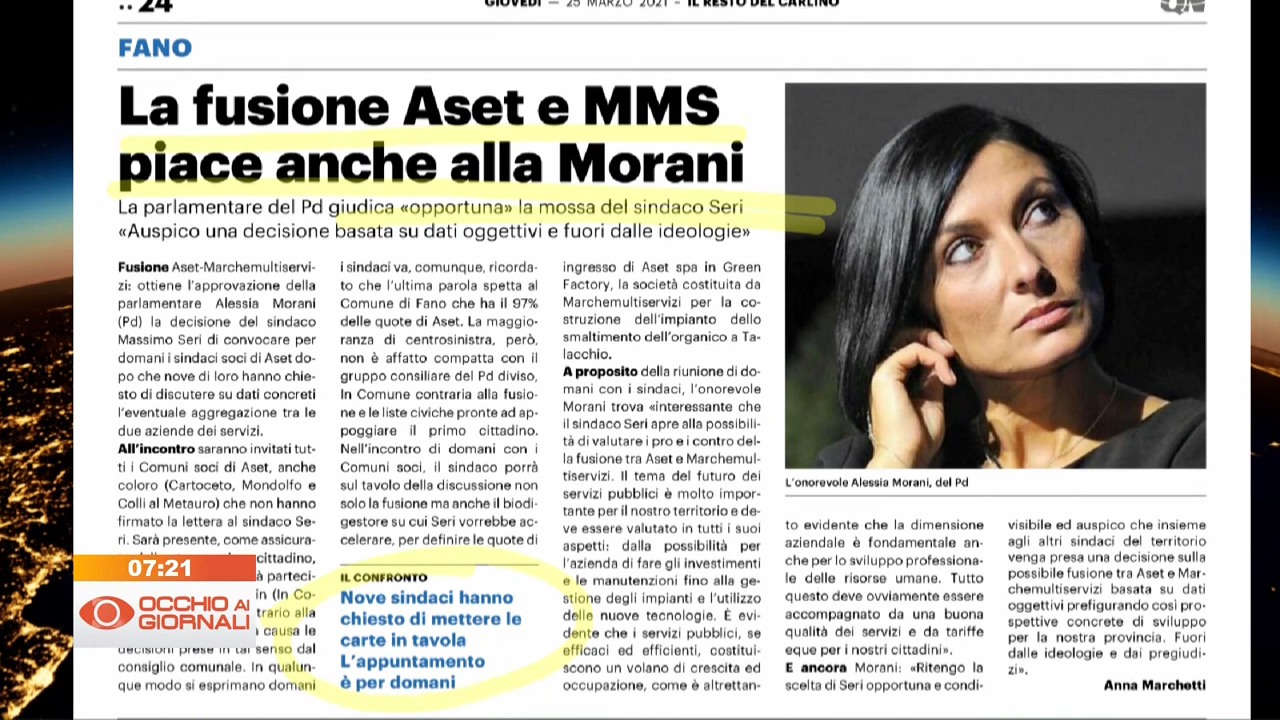 24
GIOVEDÌ — 25 MARZO 2021 – IL RESTO DEL CARLINO
FANO
La fusione Aset e MMS
piace anche alla Morani
La parlamentare del Pd giudica «opportuna» la mossa del sindaco Seri
«Auspico una decisione basata su dati oggettivi e fuori dalle ideologie»
Fusione Aset-Marchemultiservi-
zi: ottiene l'approvazione della
parlamentare Alessia Morani
(Pd) la decisione del sindaco
Massimo Seri di convocare per
domani i sindaci soci di Aset do-
po che nove di loro hanno chie-
sto di discutere su dati concreti
l'eventuale aggregazione tra le
due aziende dei servizi.
All'incontro saranno invitati tut-
ti i Comuni soci di Aset, anche
coloro (Cartoceto, Mondolfo e
Colli al Metauro) che non hanno
firmato la lettera al sindaco Se-
ri. Sarà presente, come assicura-
cittadino,
à parteci-
in (In Co-
trario alla
a causa le
decisioni prese in tal senso dal
consiglio comunale. In qualun-
que modo si esprimano domani
i sindaci va, comunque, ricorda-
to che l'ultima parola spetta al
Comune di Fano che ha il 97%
delle quote di Aset. La maggio-
ranza di centrosinistra, però,
non è affatto compatta con il
gruppo consiliare del Pd diviso,
In Comune contraria alla fusio-
ne e le liste civiche pronte ad ap-
poggiare il primo cittadino.
Nell'incontro di domani con i
Comuni soci, il sindaco porrà
sul tavolo della discussione non
solo la fusione ma anche il biodi-
gestore su cui Seri vorrebbe ac-
celerare, per definire le quote di
IL CONFRONTO
Nove sindaci hanno
chiesto di mettere le
carte in tavola
L'appuntamento
è per domani
ingresso di Aset spa in Green
Factory, la società costituita da
Marchemultiservizi per la co-
struzione dell'impianto dello
smaltimento dell'organico a Ta-
lacchio.
A proposito della riunione di do-
mani con i sindaci, l'onorevole
Morani trova «interessante che
il sindaco Seri apre alla possibili-
tà di valutare i pro e i contro del-
la fusione tra Aset e Marchemul-
tiservizi. Il tema del futuro dei
servizi pubblici è molto impor-
tante per il nostro territorio e de-
ve essere valutato in tutti i suoi
aspetti: dalla possibilità per
l'azienda di fare gli investimenti
e le manutenzioni fino alla ge-
stione degli impianti e l'utilizzo
delle nuove tecnologie. È evi-
dente che i servizi pubblici, se
efficaci ed efficienti, costitui-
scono un volano di crescita ed
occupazione, come è altrettan-
L'onorevole Alessia Morani, del Pd
to evidente che la dimensione
aziendale è fondamentale an-
che per lo sviluppo professiona-
le delle risorse umane. Tutto
questo deve ovviamente essere
accompagnato da una buona
qualità dei servizi e da tariffe
eque per i nostri cittadini».
E ancora Morani: «Ritengo la
scelta di Seri opportuna e condi-
visibile ed auspico che insieme
agli altri sindaci del territorio
venga presa una decisione sulla
possibile fusione tra Aset e Mar-
chemultiservizi basata su dati
oggettivi prefigurando così pro-
spettive concrete di sviluppo
per la nostra provincia. Fuori
dalle ideologie e dai pregiudi-
zi».
Anna Marchetti
07:21
OCCHIO AI
GIORNALI